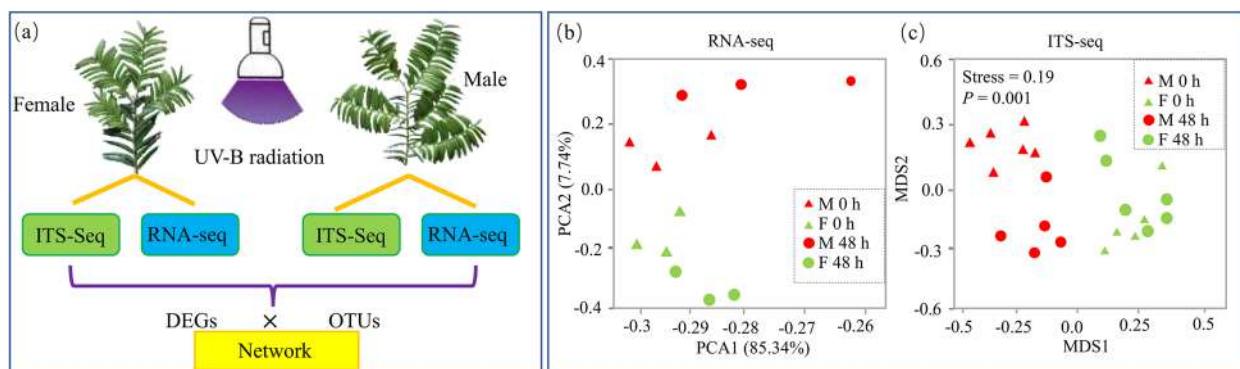 (a)
Female
Male
UV-B radiation
ITS-Seq
RNA-seq
ITS-Seq
RNA-seq
DEGs × OTUs
Network
(b)
RNA-seq
0.4
0.2
0.0
-0.2
-0.4
PCA2 (7.74%)
M 0 h
F 0 h
M 48 h
F 48 h
-0.3 -0.29 -0.28 -0.27 -0.26
PCA1 (85.34%)
(c)
ITS-seq
0.6
0.3
0.0
-0.3
-0.6
MDS2
Stress = 0.19
P = 0.001
M 0 h
F 0 h
M 48 h
F 48 h
-0.5 -0.25 0.0 0.25 0.5
MDS1